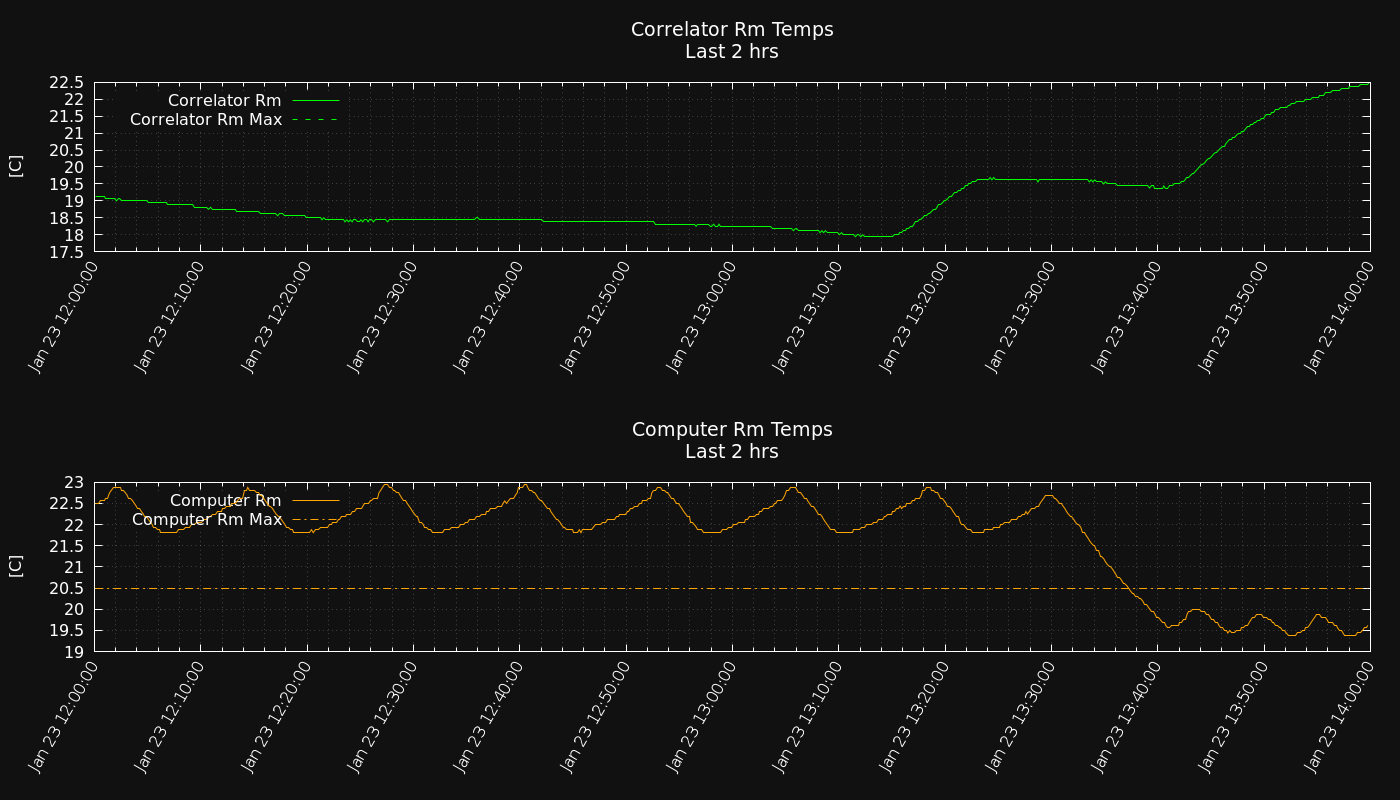 Correlator Rm Temps
Last 2 hrs
22.5
22
21.5
21
20.5
20
19.5
19
18.5
18
17.5
[C]
Correlator Rm
Correlator Rm Max
Jan 23 12:00:00
Jan 23 12:10:00
Jan 23 12:20:00
Jan 23 12:30:00
Jan 23 12:40:00
Jan 23 12:50:00
Jan 23 13:00:00
Jan 23 13:10:00
Jan 23 13:20:00
Jan 23 13:30:00
Jan 23 13:40:00
Jan 23 13:50:00
Jan 23 14:00:00
Computer Rm Temps
Last 2 hrs
23
22.5
22
21.5
21
20.5
20
19.5
19
[C]
Computer Rm
Computer Rm Max
Jan 23 12:00:00
Jan 23 12:10:00
Jan 23 12:20:00
Jan 23 12:30:00
Jan 23 12:40:00
Jan 23 12:50:00
Jan 23 13:00:00
Jan 23 13:10:00
Jan 23 13:20:00
Jan 23 13:30:00
Jan 23 13:40:00
Jan 23 13:50:00
Jan 23 14:00:00